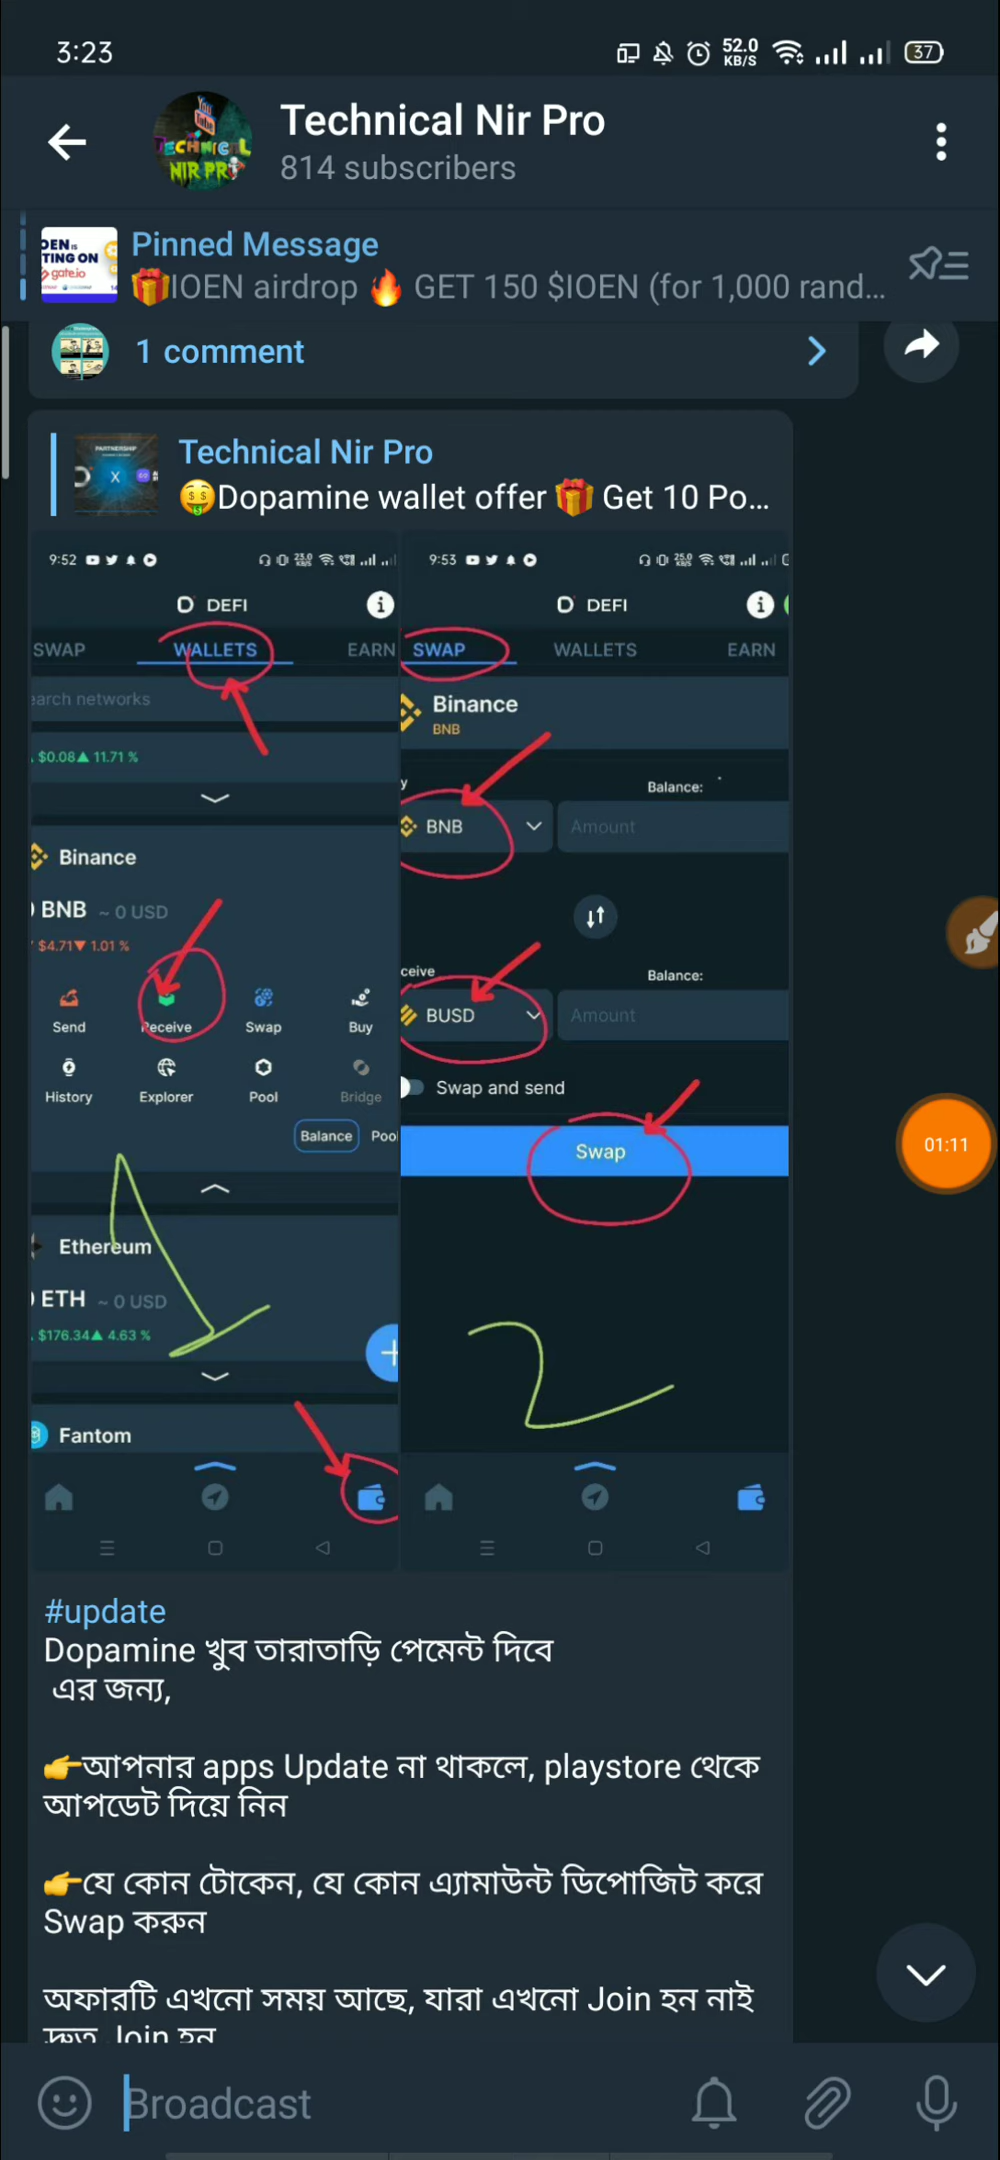 3:23
52.0
KB/S
37
Technical Nir Pro
814 subscribers
Pinned Message
🎁IOEN airdrop 🔥 GET 150 $IOEN (for 1,000 rand...
1 comment
Technical Nir Pro
🤑Dopamine wallet offer 🎁 Get 10 Po...
9:52
DEFI
SWAP WALLETS EARN
earch networks
$0.08▲ 11.71 %
Binance
BNB ~ 0 USD
$4.71▼ 1.01 %
Send Receive Swap Buy
History Explorer Pool Bridge
Balance Pool
Ethereum
ETH ~ 0 USD
$176.34▲ 4.63 %
Fantom
1
9:53
DEFI
SWAP WALLETS EARN
Binance
BNB
y Balance:
BNB Amount
ceive Balance:
BUSD Amount
Swap and send
Swap
2
01:11
#update
Dopamine খুব তারাতাড়ি পেমেন্ট দিবে
এর জন্য,
👉আপনার apps Update না থাকলে, playstore থেকে
আপডেট দিয়ে নিন
👉যে কোন টোকেন, যে কোন এ্যামাউন্ট ডিপোজিট করে
Swap করুন
অফারটি এখনো সময় আছে, যারা এখনো Join হন নাই
দ্রুত Join হন
Broadcast